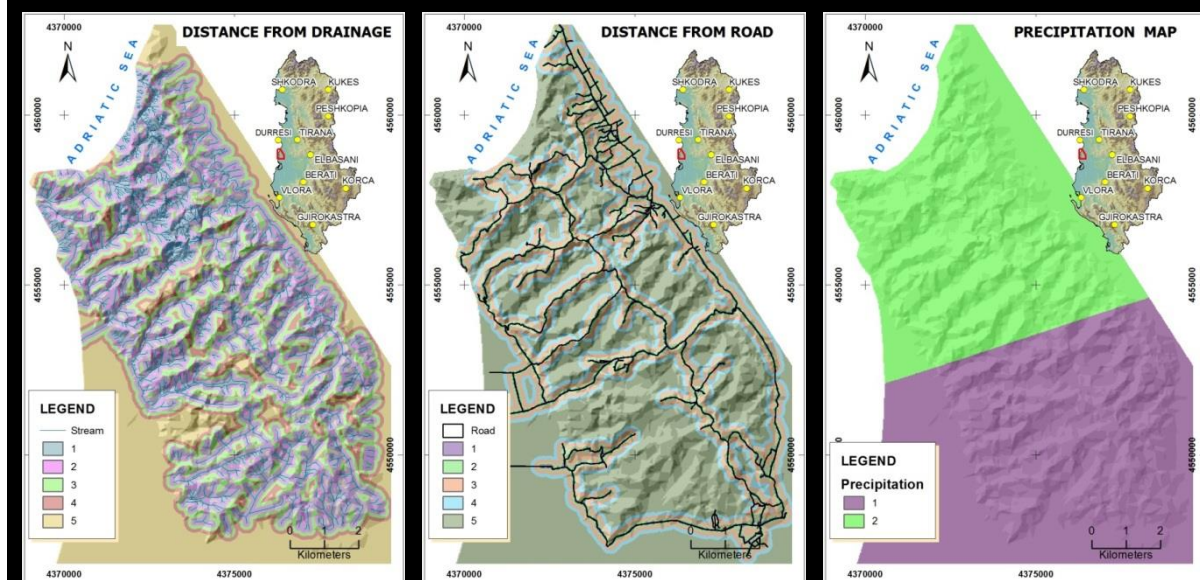 4370000
DISTANCE FROM DRAINAGE
N
ADRIATIC SEA
SHKODRA KUKES
PESHKOPIA
DURRESI TIRANA
ELBASANI
BERATI
KORCA
VLORA
GJIROKASTRA
4560000
4555000
4550000
LEGEND
Stream
1
2
3
4
5
0 2
Kilometers
4370000 4375000
4370000
DISTANCE FROM ROAD
N
ADRIATIC SEA
SHKODRA KUKES
PESHKOPIA
DURRESI TIRANA
ELBASANI
BERATI
KORCA
VLORA
GJIROKASTRA
4560000
4555000
4555000
4550000
LEGEND
Road
1
2
3
4
5
0 2
Kilometers
4370000 4375000
4370000
PRECIPITATION MAP
N
ADRIATIC SEA
SHKODRA KUKES
PESHKOPIA
DURRESI TIRANA
ELBASANI
BERATI
KORCA
VLORA
GJIROKASTRA
4560000
4555000
4555000
4550000
LEGEND
Precipitation
1
2
0 2
Kilometers
4370000 4375000